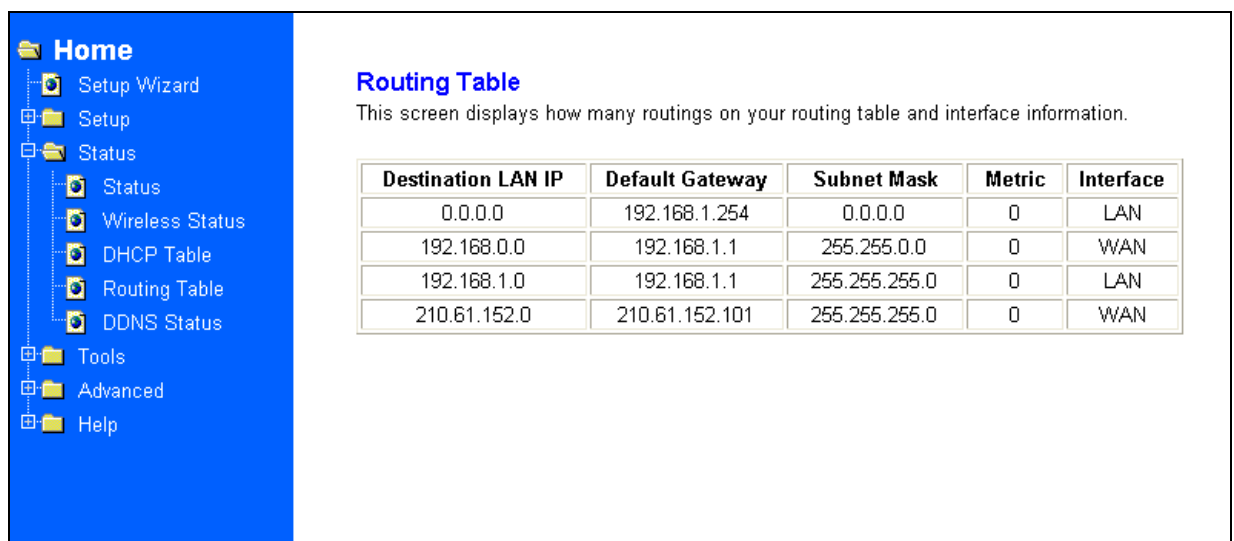 Home
Setup Wizard
Setup
Status
Status
Wireless Status
DHCP Table
Routing Table
DDNS Status
Tools
Advanced
Help
Routing Table
This screen displays how many routings on your routing table and interface information.
Destination LAN IP Default Gateway Subnet Mask Metric Interface
0.0.0.0 192.168.1.254 0.0.0.0 0 LAN
192.168.0.0 192.168.1.1 255.255.0.0 0 WAN
192.168.1.0 192.168.1.1 255.255.255.0 0 LAN
210.61.152.0 210.61.152.101 255.255.255.0 0 WAN